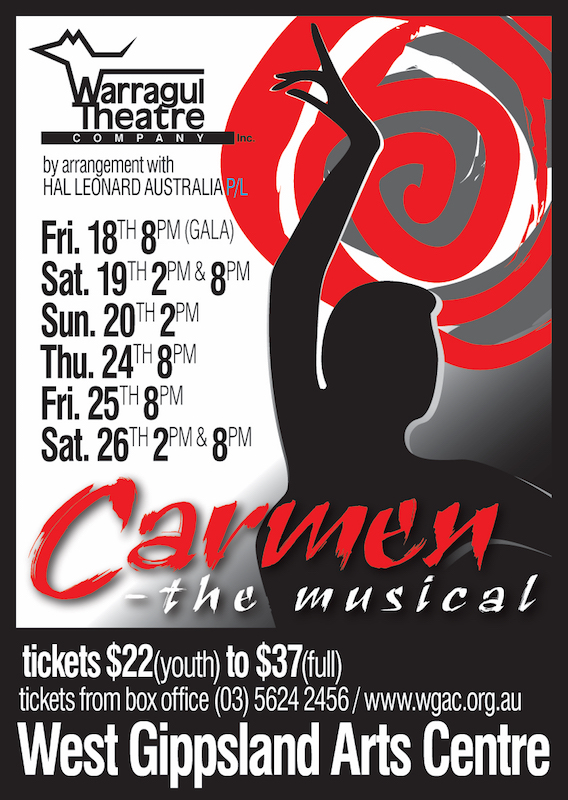 Warragul
Theatre
COMPANY Inc.
by arrangement with
HAL LEONARD AUSTRALIA P/L
Fri. 18TH 8PM (GALA)
Sat. 19TH 2PM & 8PM
Sun. 20TH 2PM
Thu. 24TH 8PM
Fri. 25TH 8PM
Sat. 26TH 2PM & 8PM
Carmen
-the musical
tickets $22(youth) to $37(full)
tickets from box office (03) 5624 2456 / www.wgac.org.au
West Gippsland Arts Centre